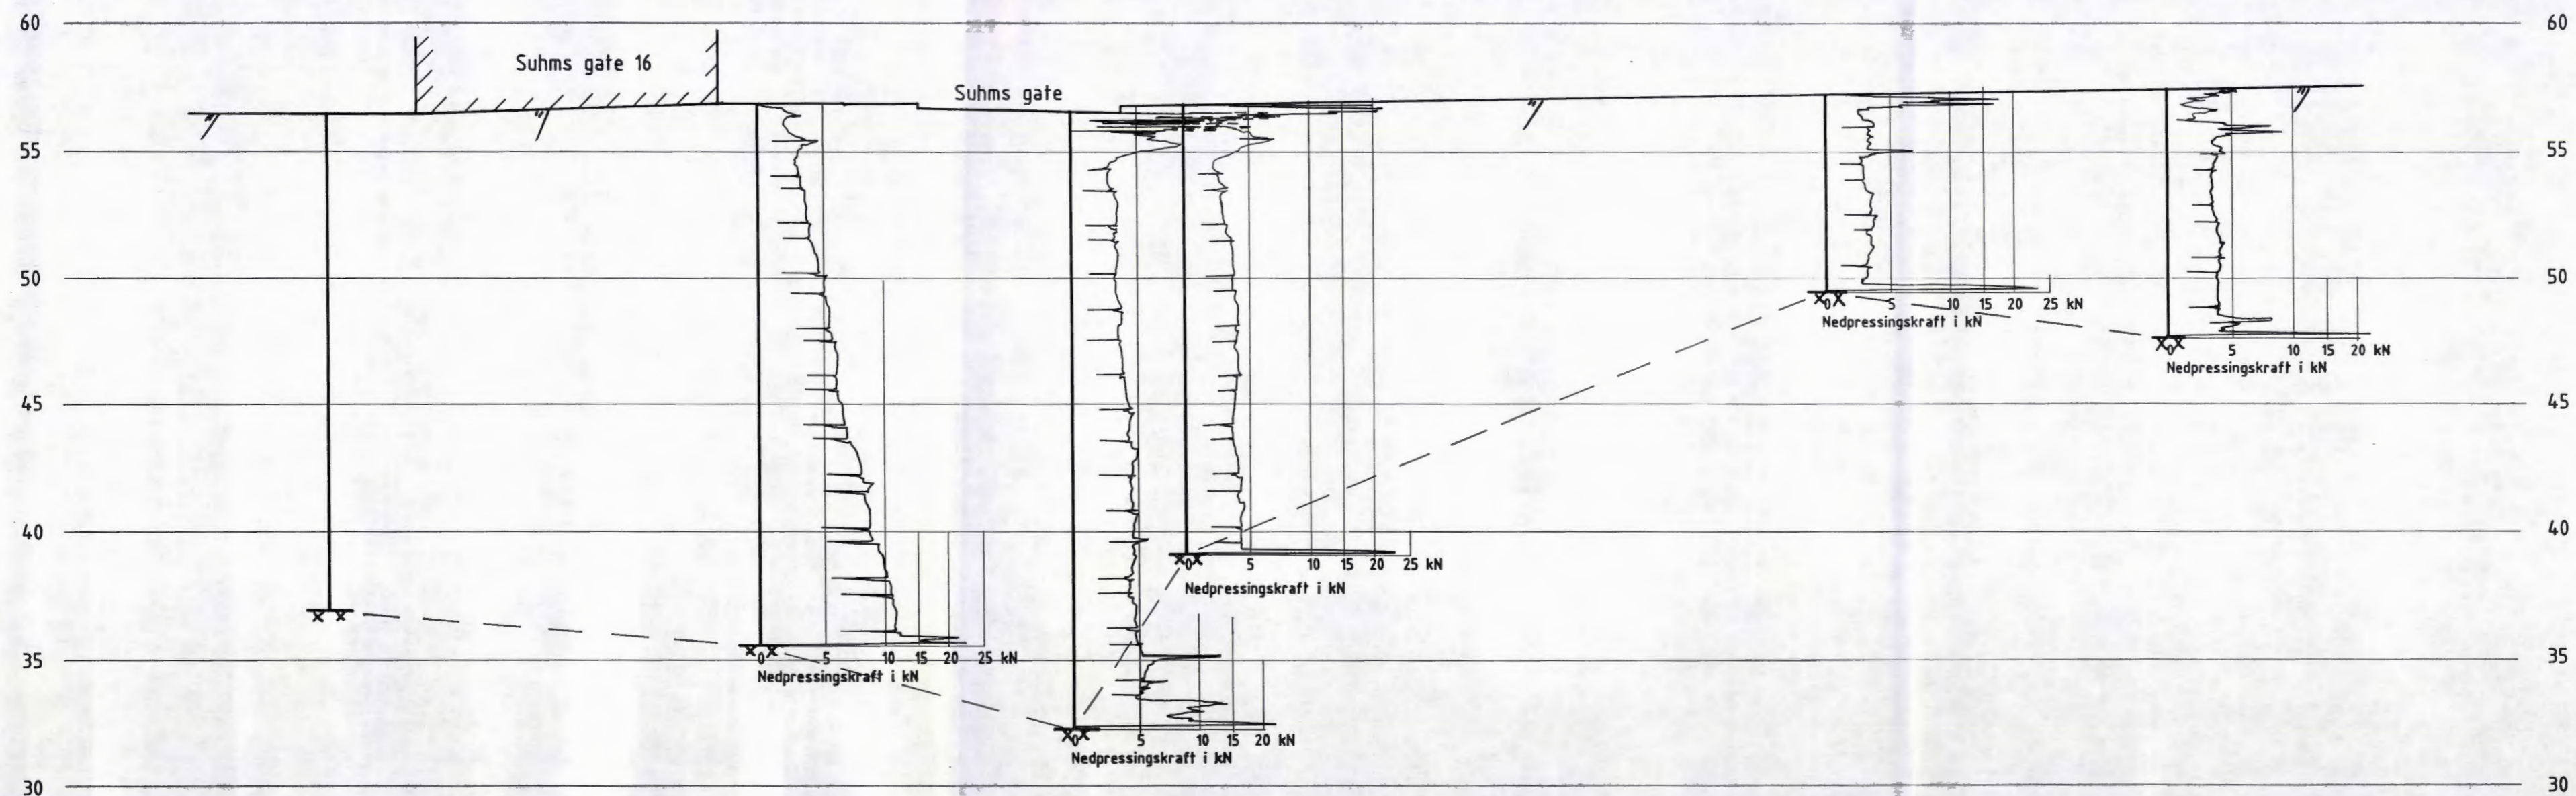 60 60
Suhms gate 16
Suhms gate
55 55
50 50
0 5 10 15 20 25 kN
Nedpressingskraft i kN
0 5 10 15 20 kN
Nedpressingskraft i kN
45 45
40 40
0 5 10 15 20 25 kN
Nedpressingskraft i kN
35 35
0 5 10 15 20 25 kN
Nedpressingskraft i kN
0 5 10 15 20 kN
Nedpressingskraft i kN
30 30